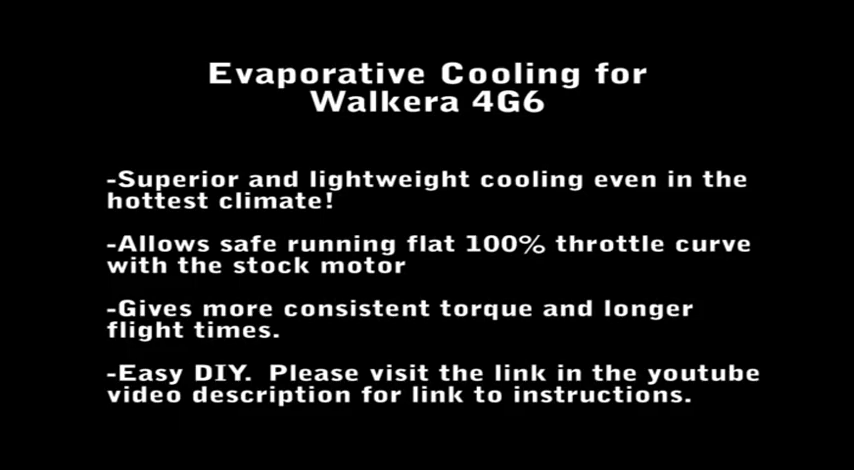 Evaporative Cooling for
Walkera 4G6
-Superior and lightweight cooling even in the
hottest climate!
-Allows safe running flat 100% throttle curve
with the stock motor
-Gives more consistent torque and longer
flight times.
-Easy DIY.  Please visit the link in the youtube
video description for link to instructions.